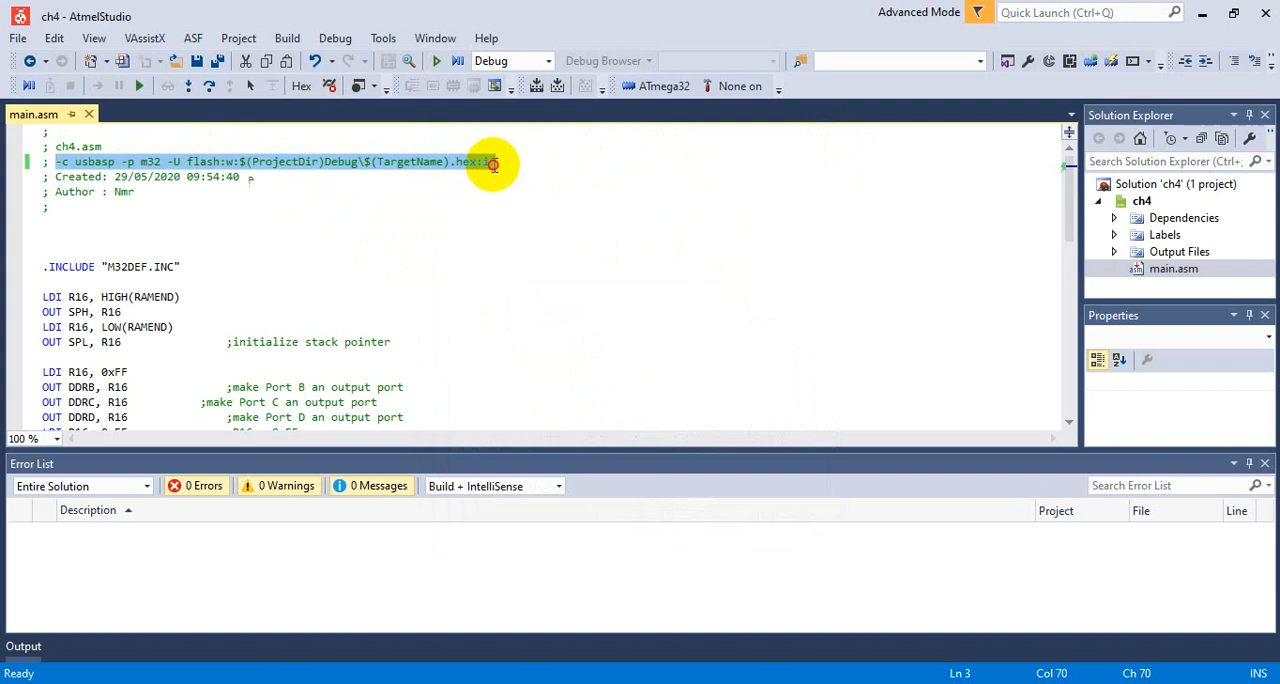 ch4 - AtmelStudio
Advanced Mode
Quick Launch (Ctrl+Q)
File Edit View VAssistX ASF Project Build Debug Tools Window Help
Debug
Debug Browser
Hex
ATmega32
None on
main.asm
;
; ch4.asm
; -c usbasp -p m32 -U flash:w:$(ProjectDir)Debug\$(TargetName).hex:i
; Created: 29/05/2020 09:54:40 م
; Author : Nmr
;
.INCLUDE "M32DEF.INC"
LDI R16, HIGH(RAMEND)
OUT SPH, R16
LDI R16, LOW(RAMEND)
OUT SPL, R16 ;initialize stack pointer
LDI R16, 0xFF
OUT DDRB, R16 ;make Port B an output port
OUT DDRC, R16 ;make Port C an output port
OUT DDRD, R16 ;make Port D an output port
100 %
Solution Explorer
Search Solution Explorer
Solution 'ch4' (1 project)
ch4
Dependencies
Labels
Output Files
main.asm
Properties
Error List
Entire Solution
0 Errors
0 Warnings
0 Messages
Build + IntelliSense
Search Error List
Description
Project
File
Line
Output
Ready
Ln 3
Col 70
Ch 70
INS